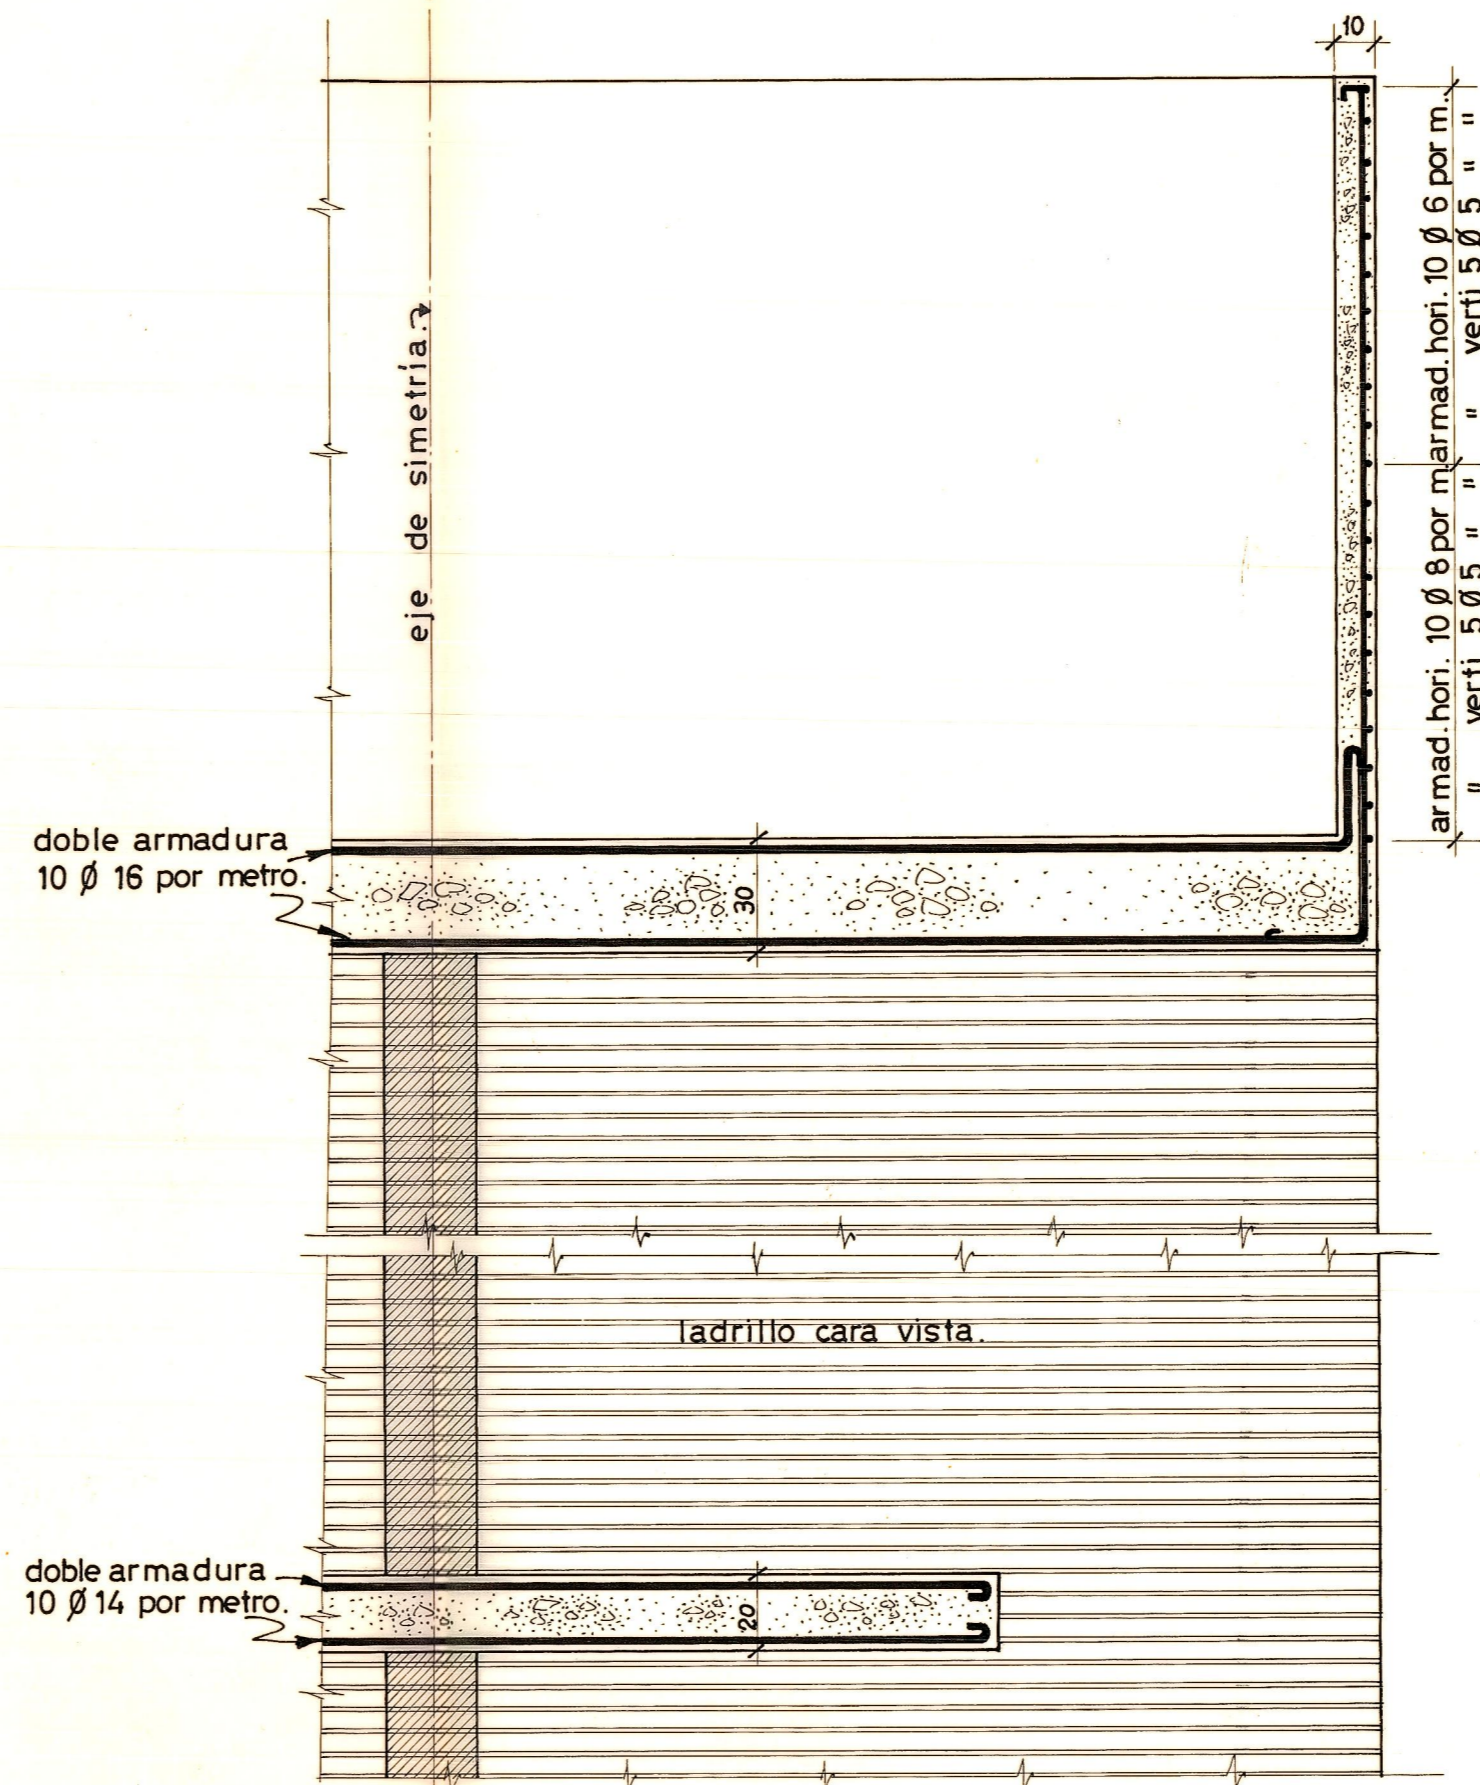 10
armad. hori. 10 Ø 6 por m.
" verti. 5 Ø 5 " "
armad. hori. 10 Ø 8 por m.
" verti. 5 Ø 5 " "
eje de simetría.
doble armadura
10 Ø 16 por metro.
30
ladrillo cara vista.
doble armadura
10 Ø 14 por metro.
20